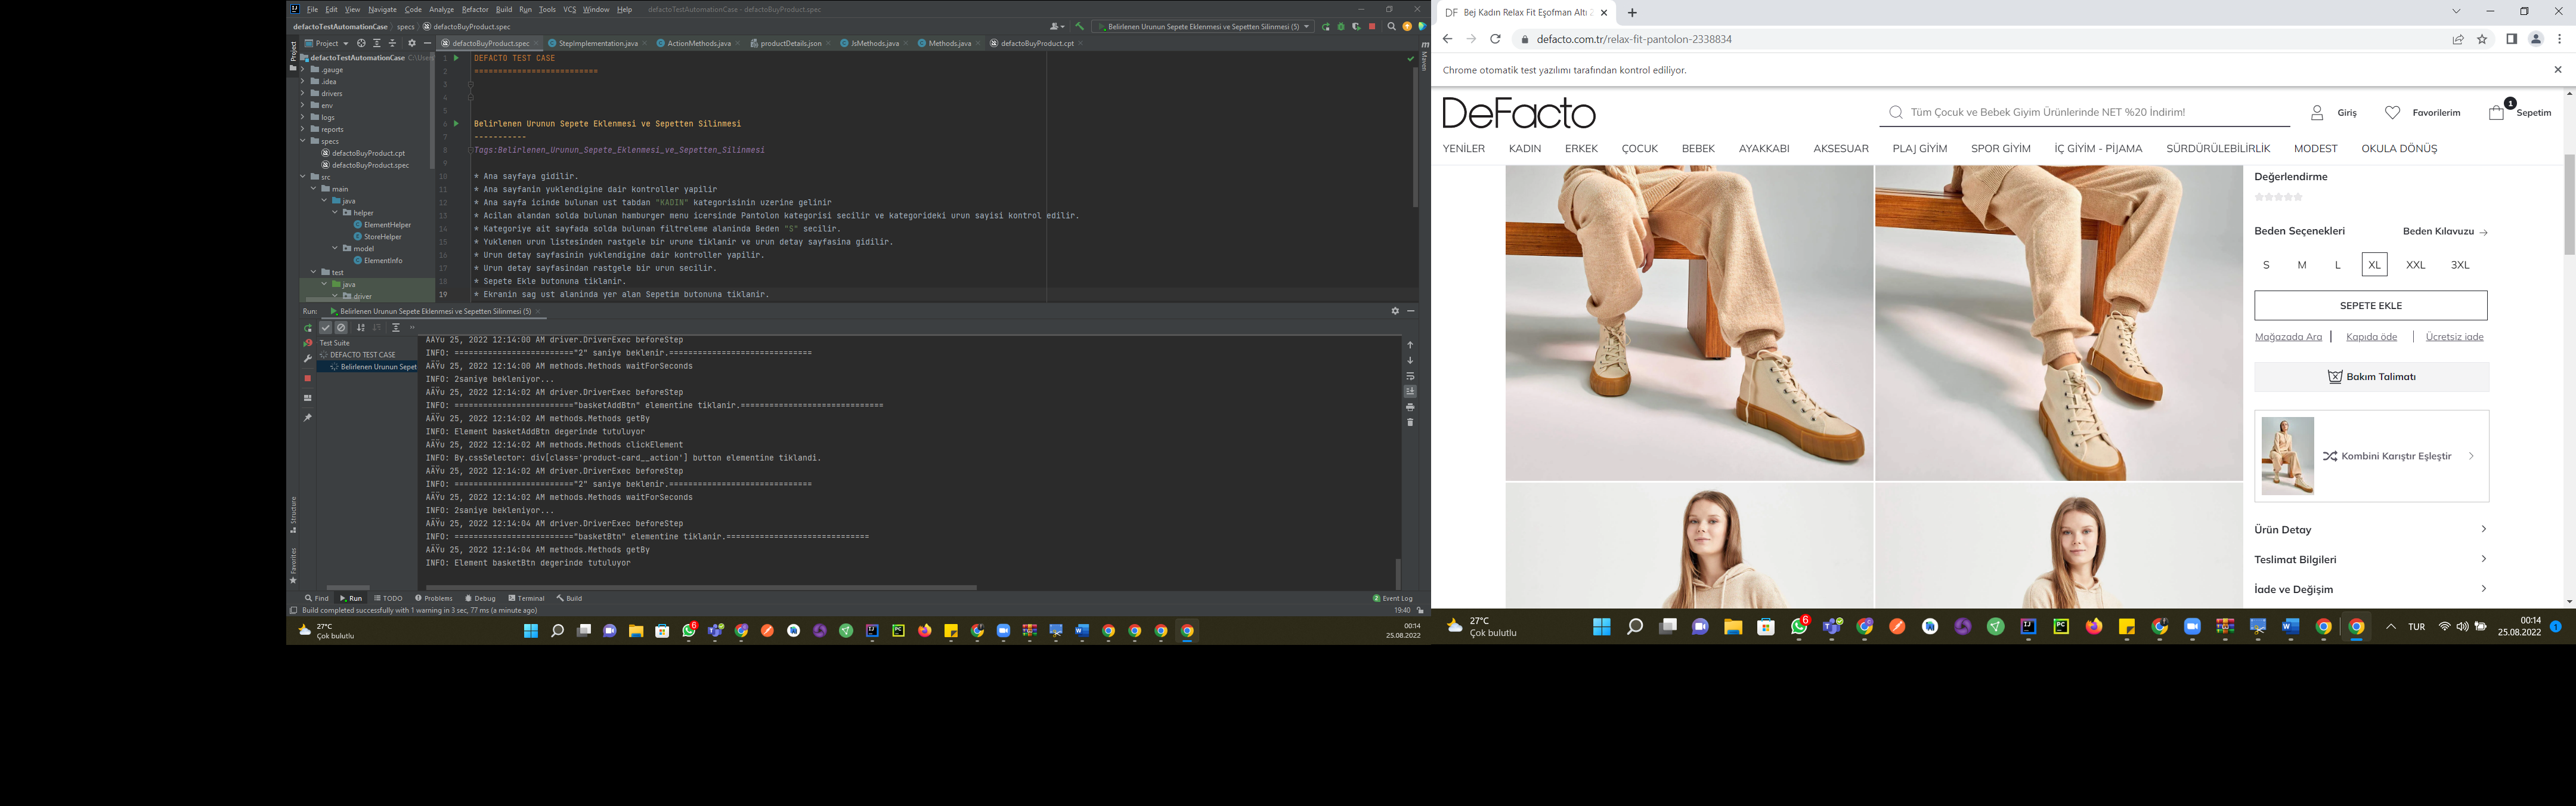 File Edit View Navigate Code Analyze Refactor Build Run Tools VCS Window Help defactoTestAutomationCase - defactoBuyProduct.spec
defactoTestAutomationCase specs defactoBuyProduct.spec
Belirlenen Urunun Sepete Eklenmesi ve Sepetten Silinmesi (5)
Project
defactoBuyProduct.spec StepImplementation.java ActionMethods.java productDetails.json JsMethods.java Methods.java defactoBuyProduct.cpt
Project
Maven
defactoTestAutomationCase
.gauge
.idea
drivers
env
logs
reports
specs
defactoBuyProduct.cpt
defactoBuyProduct.spec
src
main
java
helper
ElementHelper
StoreHelper
model
ElementInfo
test
java
driver
1 DEFACTO TEST CASE
2 ==========================
3
4
5
6 Belirlenen Urunun Sepete Eklenmesi ve Sepetten Silinmesi
7 -----------
8 Tags:Belirlenen_Urunun_Sepete_Eklenmesi_ve_Sepetten_Silinmesi
9
10 * Ana sayfaya gidilir.
11 * Ana sayfanin yuklendigine dair kontroller yapilir
12 * Ana sayfa icinde bulunan ust tabdan "KADIN" kategorisinin uzerine gelinir
13 * Acilan alandan solda bulunan hamburger menu icersinde Pantolon kategorisi secilir ve kategorideki urun sayisi kontrol edilir.
14 * Kategoriye ait sayfada solda bulunan filtreleme alaninda Beden "S" secilir.
15 * Yuklenen urun listesinden rastgele bir urune tiklanir ve urun detay sayfasina gidilir.
16 * Urun detay sayfasinin yuklendigine dair kontroller yapilir.
17 * Urun detay sayfasindan rastgele bir urun secilir.
18 * Sepete Ekle butonuna tiklanir.
19 * Ekranin sag ust alaninda yer alan Sepetim butonuna tiklanir.
Run: Belirlenen Urunun Sepete Eklenmesi ve Sepetten Silinmesi (5)
Test Suite
DEFACTO TEST CASE
Belirlenen Urunun Sepet
AÄŸu 25, 2022 12:14:00 AM driver.DriverExec beforeStep
INFO: ========================="2" saniye beklenir.==============================
AÄŸu 25, 2022 12:14:00 AM methods.Methods waitForSeconds
INFO: 2saniye bekleniyor...
AÄŸu 25, 2022 12:14:02 AM driver.DriverExec beforeStep
INFO: ========================="basketAddBtn" elementine tiklanir.==============================
AÄŸu 25, 2022 12:14:02 AM methods.Methods getBy
INFO: Element basketAddBtn degerinde tutuluyor
AÄŸu 25, 2022 12:14:02 AM methods.Methods clickElement
INFO: By.cssSelector: div[class='product-card__action'] button elementine tiklandi.
AÄŸu 25, 2022 12:14:02 AM driver.DriverExec beforeStep
INFO: ========================="2" saniye beklenir.==============================
AÄŸu 25, 2022 12:14:02 AM methods.Methods waitForSeconds
INFO: 2saniye bekleniyor...
AÄŸu 25, 2022 12:14:04 AM driver.DriverExec beforeStep
INFO: ========================="basketBtn" elementine tiklanir.==============================
AÄŸu 25, 2022 12:14:04 AM methods.Methods getBy
INFO: Element basketBtn degerinde tutuluyor
Structure
Favorites
Find Run TODO Problems Debug Terminal Build 2 Event Log
Build completed successfully with 1 warning in 3 sec, 77 ms (a minute ago) 19:40
27°C
Çok bulutlu
6
00:14
25.08.2022
DF Bej Kadın Relax Fit Eşofman Altı
defacto.com.tr/relax-fit-pantolon-2338834
Chrome otomatik test yazılımı tarafından kontrol ediliyor.
DeFacto
Tüm Çocuk ve Bebek Giyim Ürünlerinde NET %20 İndirim!
Giriş Favorilerim 1 Sepetim
YENİLER KADIN ERKEK ÇOCUK BEBEK AYAKKABI AKSESUAR PLAJ GİYİM SPOR GİYİM İÇ GİYİM - PİJAMA SÜRDÜRÜLEBİLİRLİK MODEST OKULA DÖNÜŞ
Değerlendirme
Beden Seçenekleri Beden Kılavuzu
S M L XL XXL 3XL
SEPETE EKLE
Mağazada Ara Kapıda öde Ücretsiz iade
Bakım Talimatı
Kombini Karıştır Eşleştir
Ürün Detay
Teslimat Bilgileri
İade ve Değişim
27°C
Çok bulutlu
6
TUR
00:14
25.08.2022
1